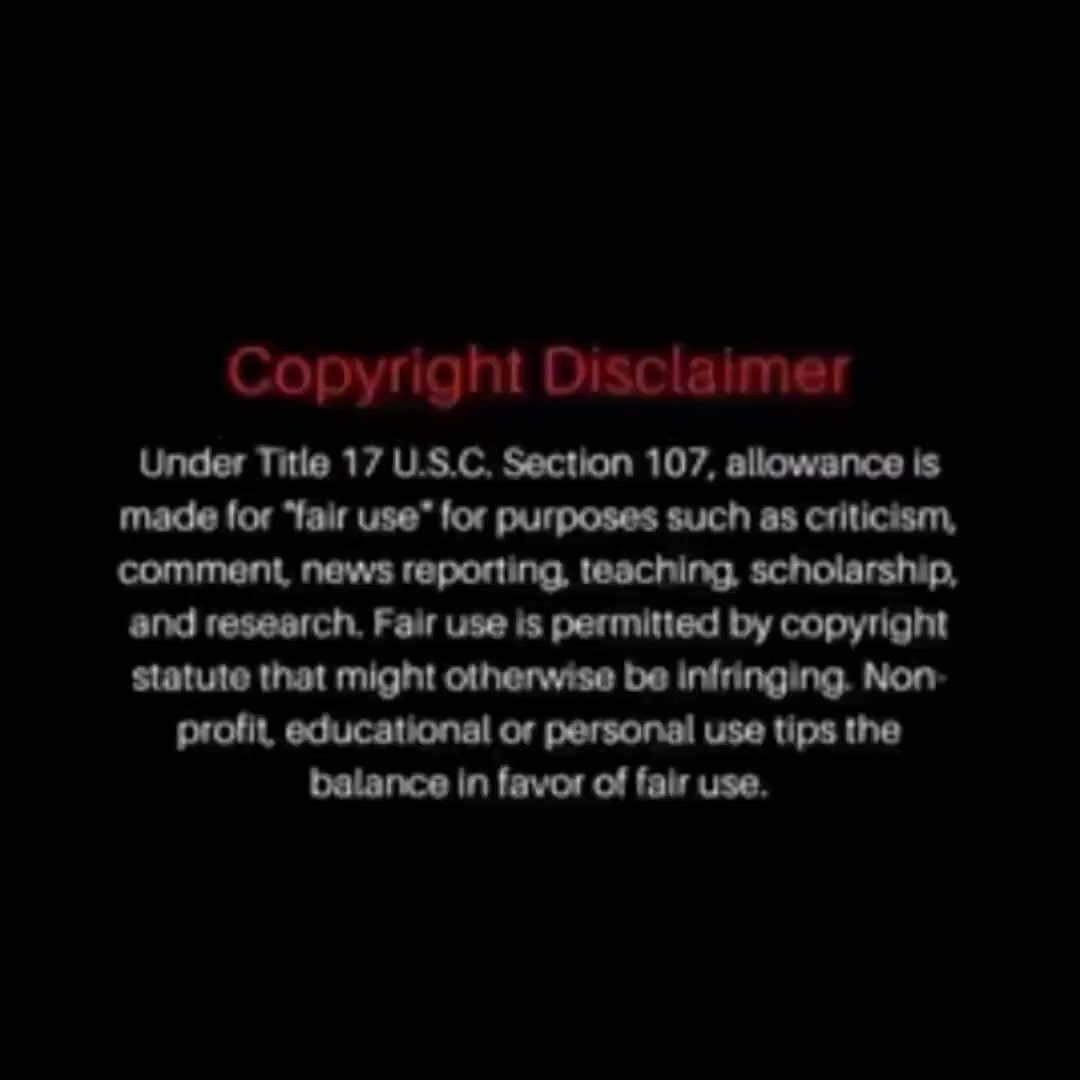 Copyright Disclaimer
Under Title 17 U.S.C. Section 107, allowance is
made for "fair use" for purposes such as criticism,
comment, news reporting, teaching, scholarship,
and research. Fair use is permitted by copyright
statute that might otherwise be infringing. Non-
profit, educational or personal use tips the
balance in favor of fair use.